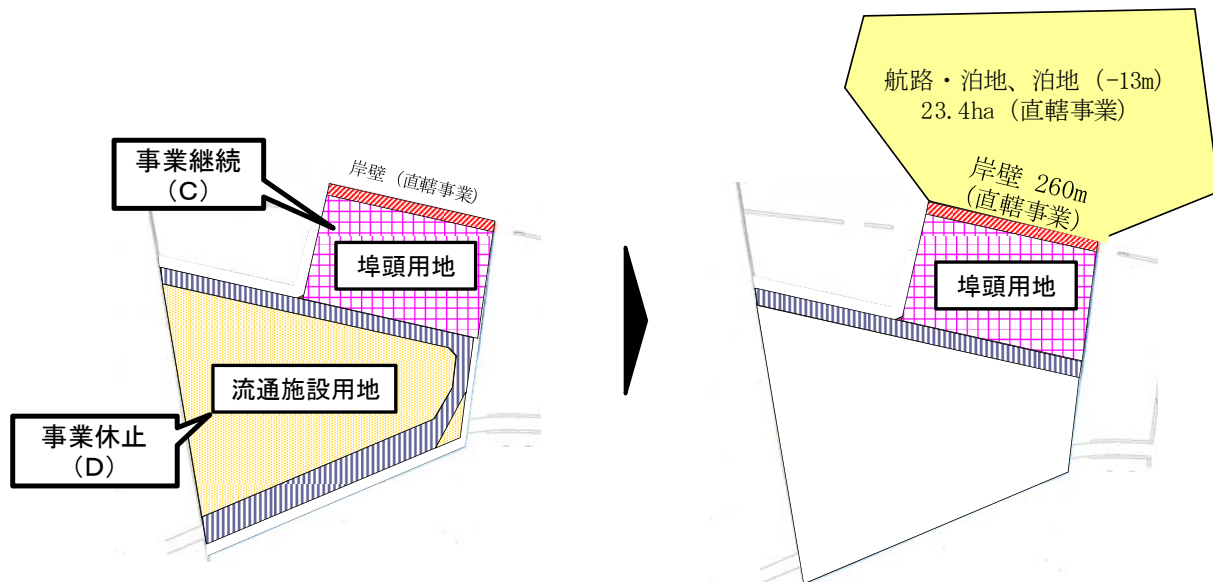 事業継続
(C)
岸壁 (直轄事業)
埠頭用地
流通施設用地
事業休止
(D)
航路・泊地、泊地 (-13m)
23.4ha (直轄事業)
岸壁 260m
(直轄事業)
埠頭用地